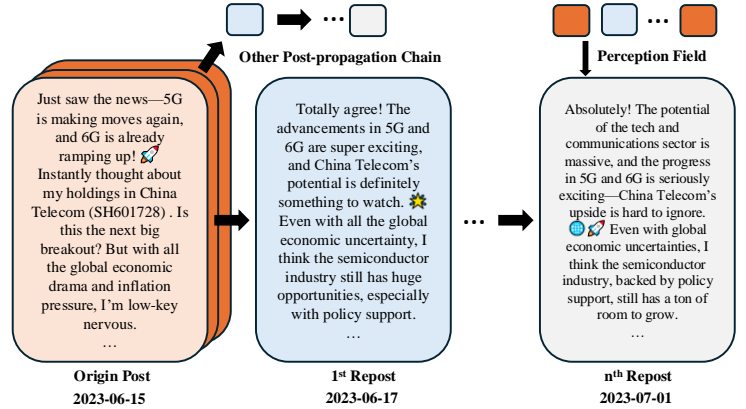 ...
Other Post-propagation Chain
...
Perception Field
Just saw the news—5G
is making moves again,
and 6G is already
ramping up! 🚀
Instantly thought about
my holdings in China
Telecom (SH601728) . Is
this the next big
breakout? But with all
the global economic
drama and inflation
pressure, I'm low-key
nervous.
…
Origin Post
2023-06-15
Totally agree! The
advancements in 5G and
6G are super exciting,
and China Telecom's
potential is definitely
something to watch. 🌟
Even with all the global
economic uncertainty, I
think the semiconductor
industry still has huge
opportunities, especially
with policy support.
…
1st Repost
2023-06-17
...
Absolutely! The potential
of the tech and
communications sector is
massive, and the progress
in 5G and 6G is seriously
exciting—China Telecom's
upside is hard to ignore.
🌐🚀 Even with global
economic uncertainties, I
think the semiconductor
industry, backed by policy
support, still has a ton of
room to grow.
…
nth Repost
2023-07-01